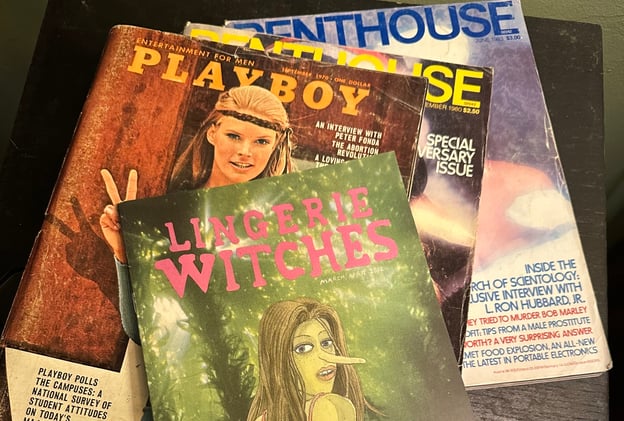 PENTHOUSE
JUNE 1983 $3.00
PENTHOUSE
EMBER 1980 $2.50
SPECIAL
VERSARY
ISSUE
ENTERTAINMENT FOR MEN
SEPTEMBER 1970 • ONE DOLLAR
PLAYBOY
AN INTERVIEW WITH
PETER FONDA
THE ABORTION
REVOLUT
A LOVING
LINGERIE
WITCHES
MARCH
INSIDE THE
RCH OF SCIENTOLOGY:
LUSIVE INTERVIEW WITH
L. RON HUBBARD, JR.
EY TRIED TO MURDER BOB MARLEY
OFIT: TIPS FROM A MALE PROSTITUTE
WORTH? A VERY SURPRISING ANSWER
MET FOOD EXPLOSION, AN ALL-NEW
THE LATEST IN PORTABLE ELECTRONICS
PLAYBOY POLLS
THE CAMPUSES: A
NATIONAL SURVEY OF
STUDENT ATTITUDES
ON TODAY'S